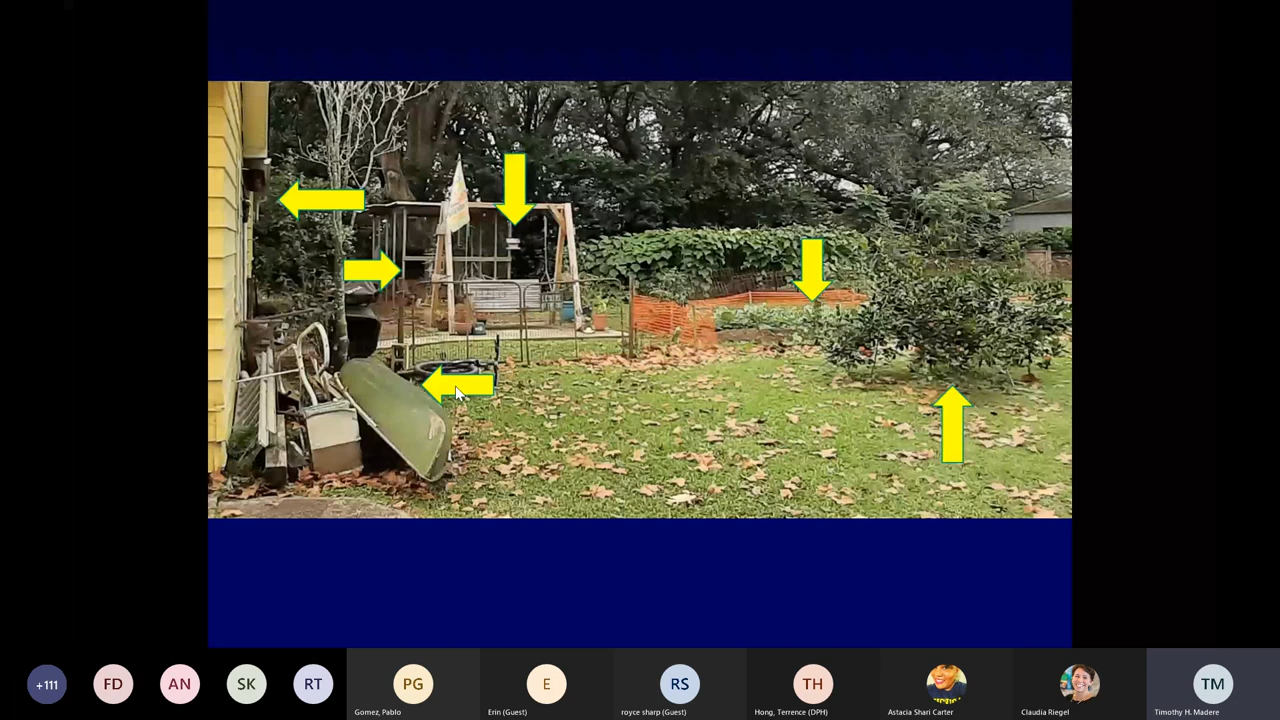 +111
FD
AN
SK
RT
PG
E
RS
TH
TM
Gomez, Pablo
Erin (Guest)
royce sharp (Guest)
Hong, Terrence (DPH)
Astacia Shari Carter
Claudia Riegel
Timothy H. Madere